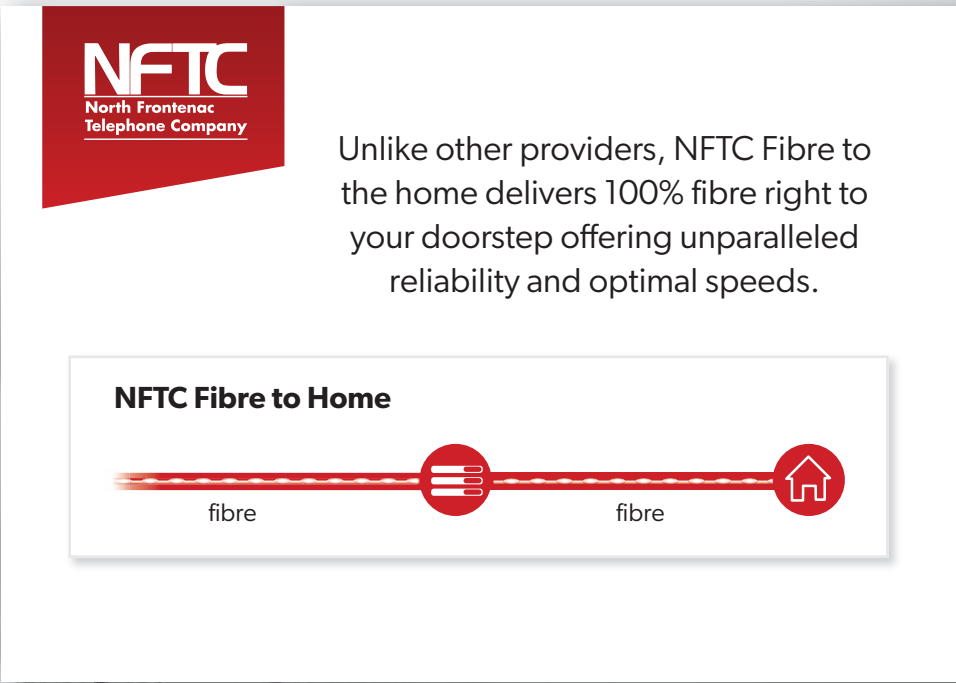 NFTC
North Frontenac
Telephone Company
Unlike other providers, NFTC Fibre to
the home delivers 100% fibre right to
your doorstep offering unparalleled
reliability and optimal speeds.
NFTC Fibre to Home
fibre
fibre